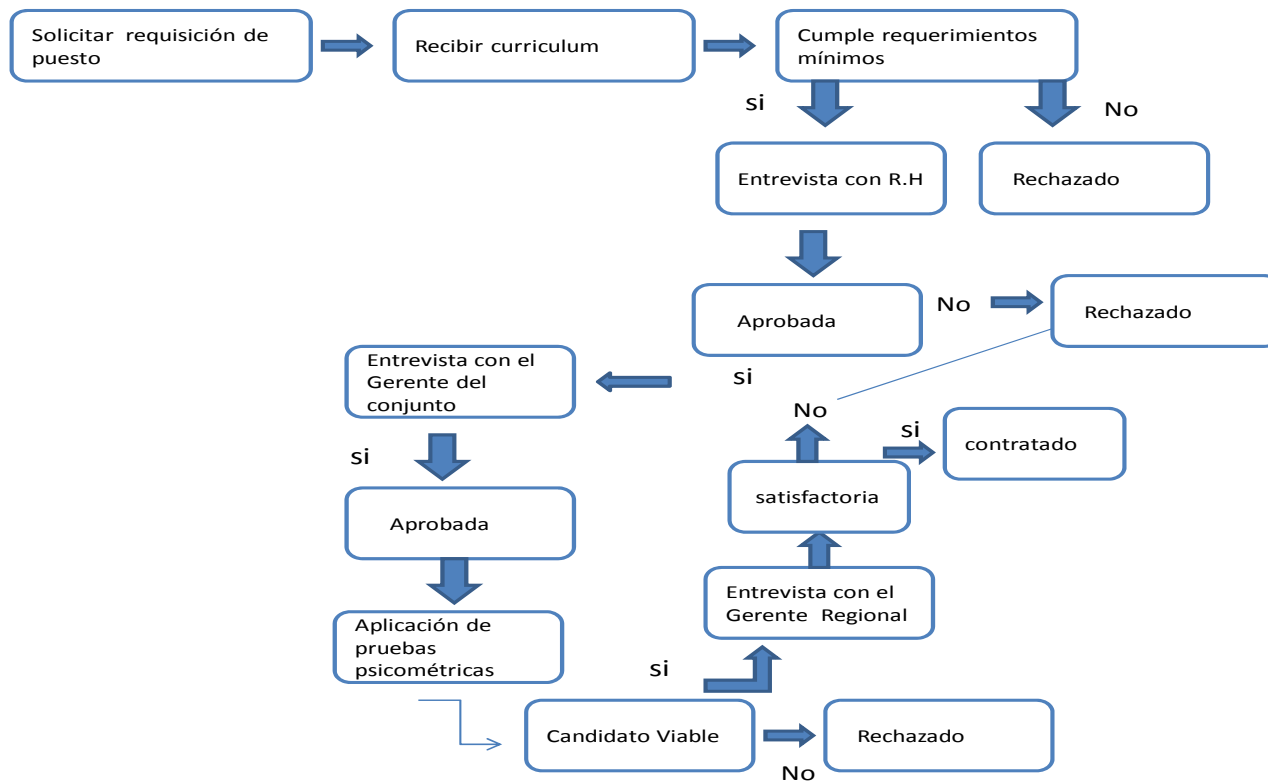 Solicitar requisición de
puesto
Recibir curriculum
Cumple requerimientos
mínimos
si
No
Entrevista con R.H
Rechazado
Aprobada
No
Rechazado
si
Entrevista con el
Gerente del
conjunto
si
Aprobada
Aplicación de
pruebas
psicométricas
Candidato Viable
No
Rechazado
si
Entrevista con el
Gerente Regional
satisfactoria
No
si
contratado